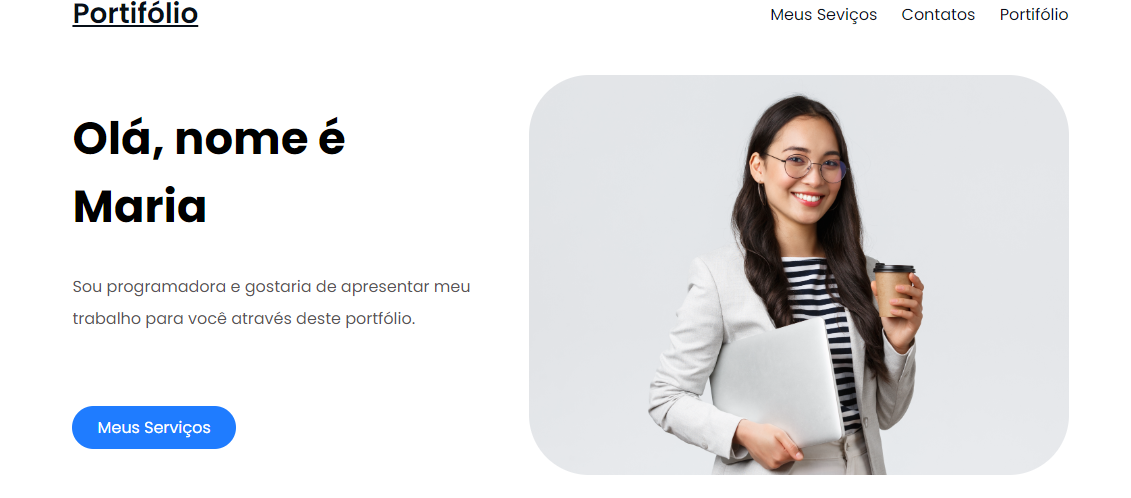 Portifólio
Meus Seviços Contatos Portifólio
Olá, nome é
Maria
Sou programadora e gostaria de apresentar meu
trabalho para você através deste portfólio.
Meus Serviços